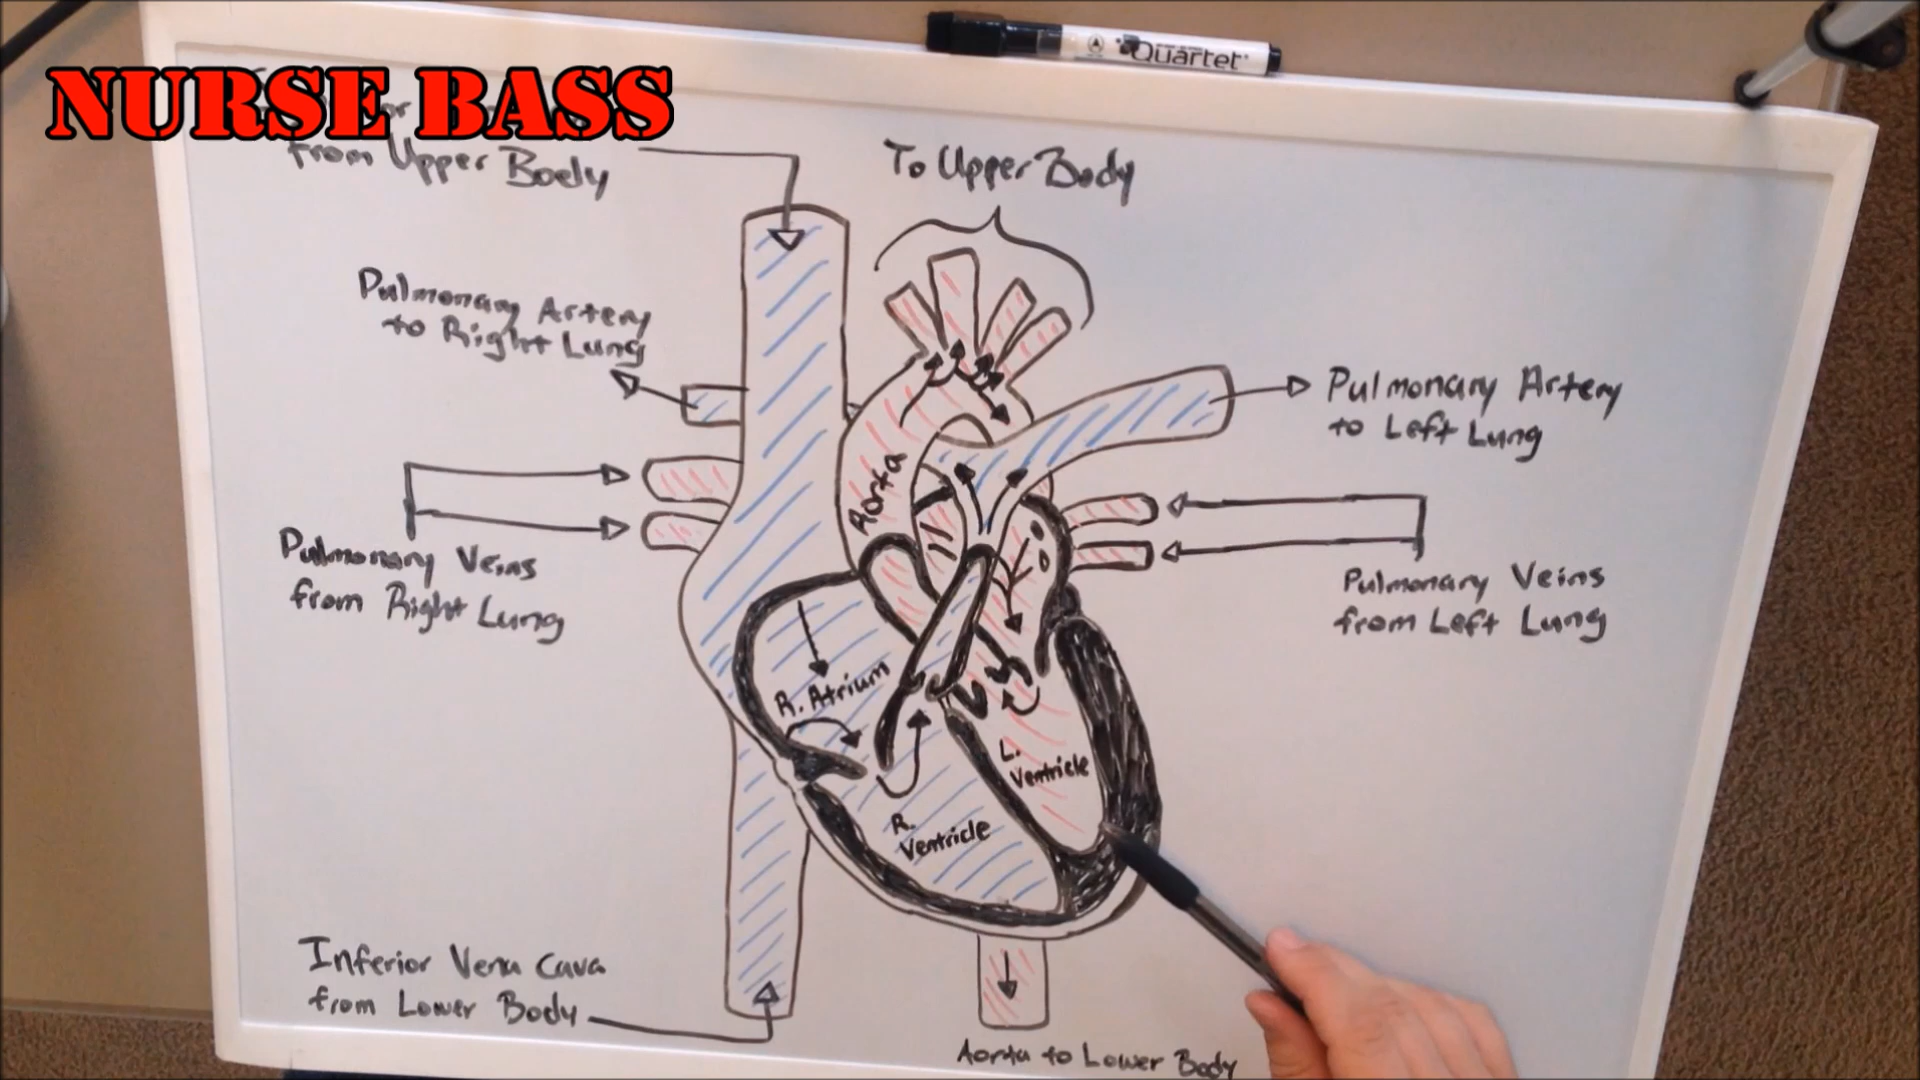 NURSE BASS
Quartet
from Upper Body
To Upper Body
Pulmonary Artery
to Right Lung
Pulmonary Artery
to Left Lung
Aorta
Pulmonary Veins
from Right Lung
Pulmonary Veins
from Left Lung
R. Atrium
L.
Ventricle
R.
Ventricle
Inferior Vena Cava
from Lower Body
Aorta to Lower Body